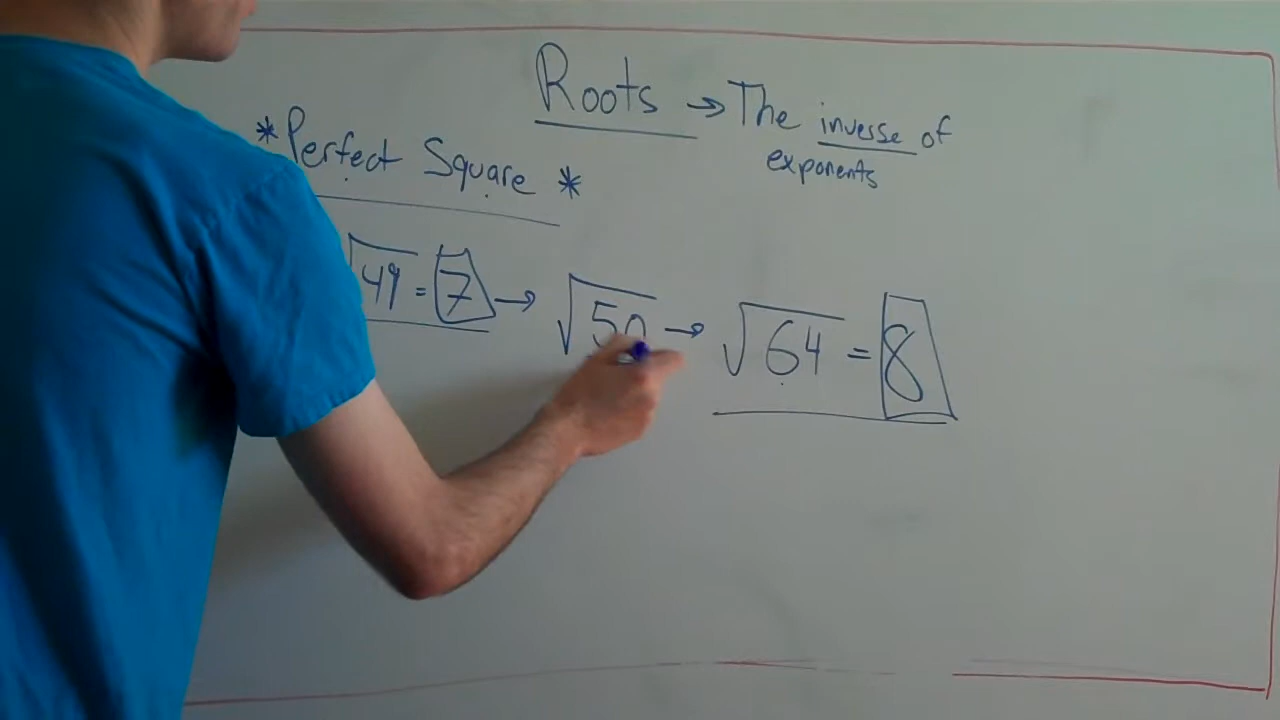 Roots → The inverse of
exponents
*Perfect Square *
√49 = 7 → √50 → √64 = 8